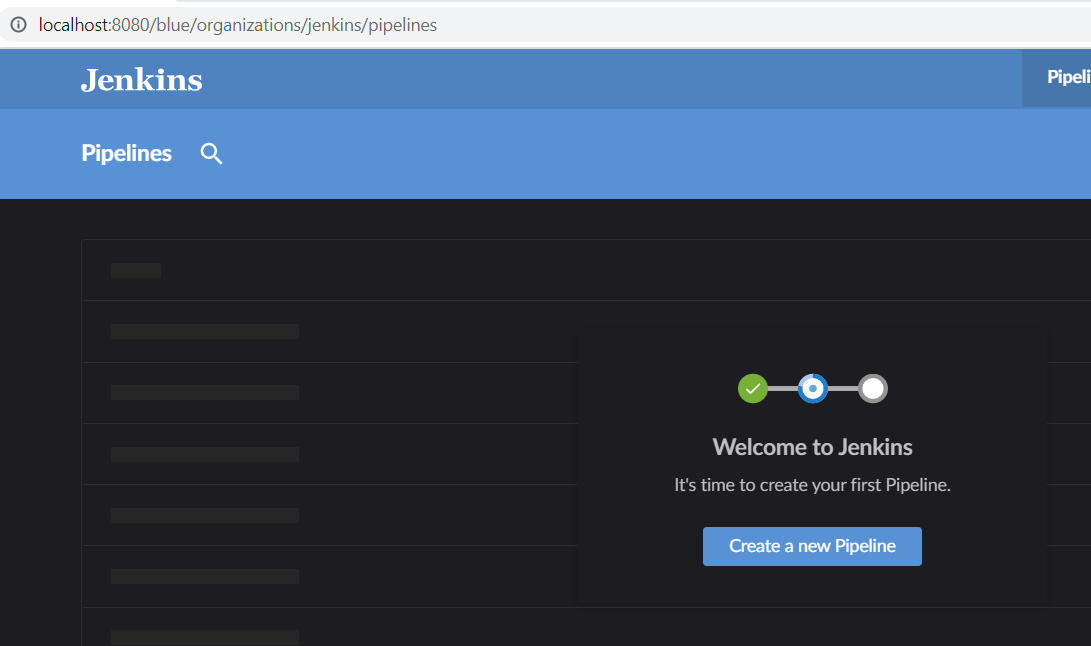 localhost:8080/blue/organizations/jenkins/pipelines
Jenkins
Pipeli
Pipelines
Welcome to Jenkins
It's time to create your first Pipeline.
Create a new Pipeline